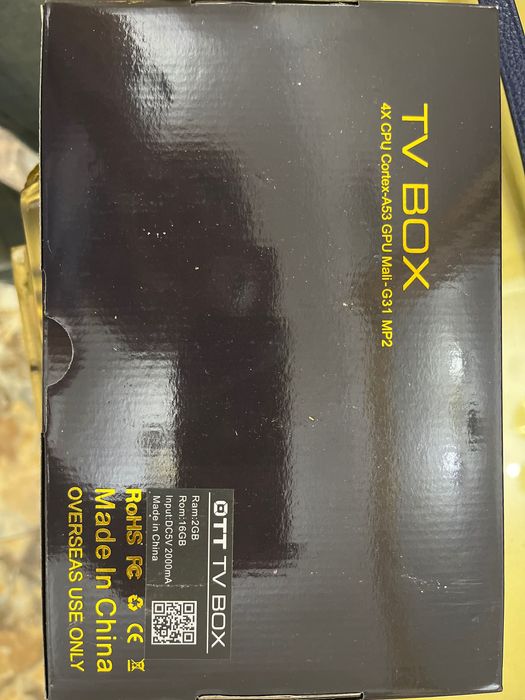 TV BOX
4X CPU Cortex-A53 GPU Mali-G31 MP2
OTT TV BOX
Ram:2GB
Rom:16GB
Input:DC5V 2000mA
Made in China
RoHS FC CE
Made In China
OVERSEAS USE ONLY